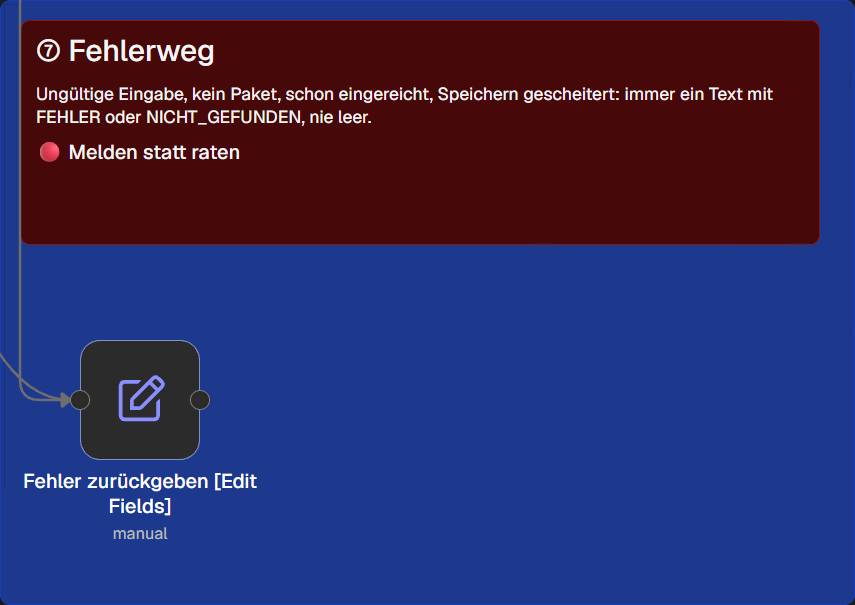 ⑦ Fehlerweg
Ungültige Eingabe, kein Paket, schon eingereicht, Speichern gescheitert: immer ein Text mit
FEHLER oder NICHT_GEFUNDEN, nie leer.
🔴 Melden statt raten
Fehler zurückgeben [Edit
Fields]
manual